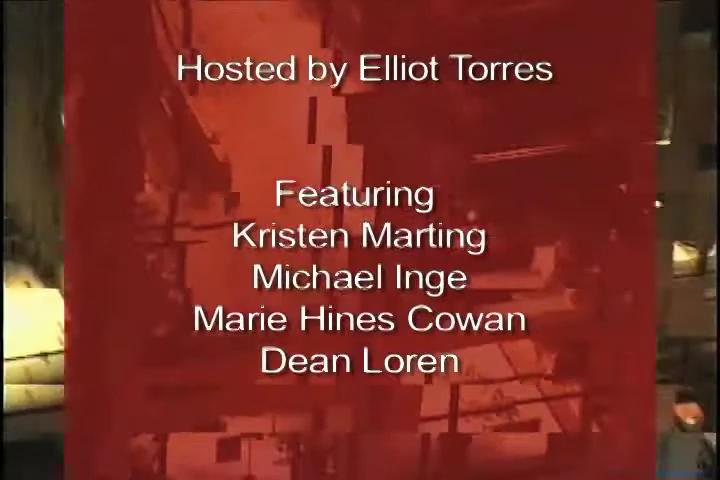 Hosted by Elliot Torres
Featuring
Kristen Marting
Michael Inge
Marie Hines Cowan
Dean Loren